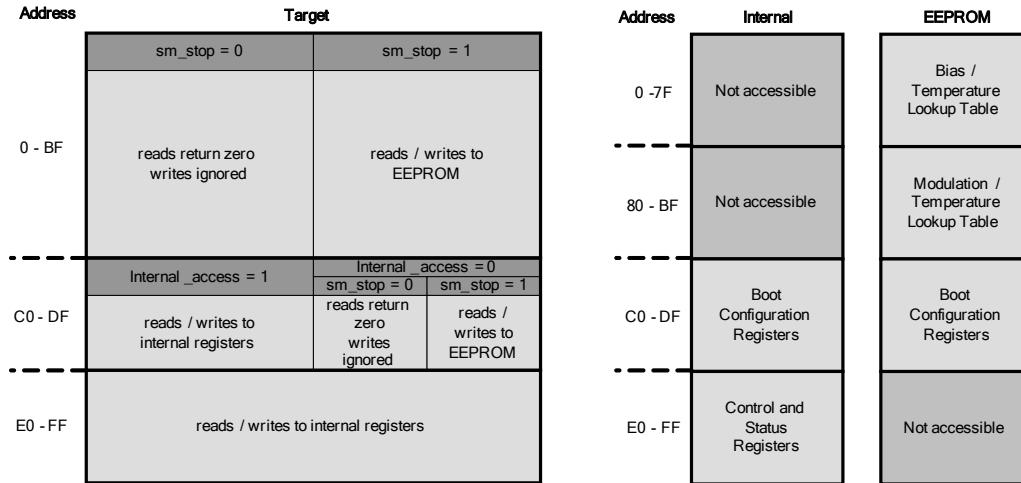 Address
Target
sm_stop = 0
sm_stop = 1
0 - BF
reads return zero
writes ignored
reads / writes to
EEPROM
Internal _access = 1
Internal _access = 0
sm_stop = 0
sm_stop = 1
C0 - DF
reads / writes to
internal registers
reads return
zero
writes
ignored
reads /
writes to
EEPROM
E0 - FF
reads / writes to internal registers
Address
Internal
EEPROM
0 -7F
Not accessible
Bias /
Temperature
Lookup Table
80 - BF
Not accessible
Modulation /
Temperature
Lookup Table
C0 - DF
Boot
Configuration
Registers
Boot
Configuration
Registers
E0 - FF
Control and
Status
Registers
Not accessible